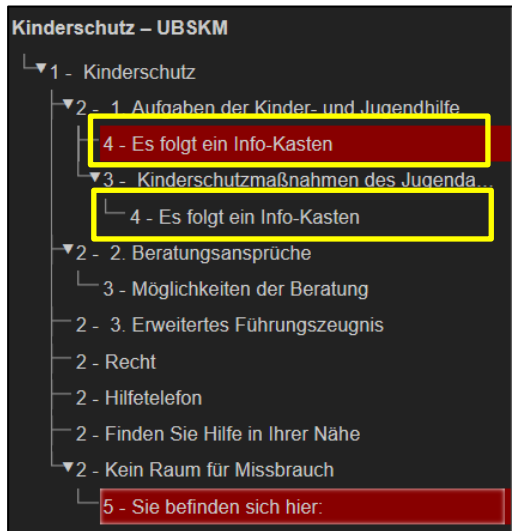 Kinderschutz – UBSKM
1 - Kinderschutz
2 - 1. Aufgaben der Kinder- und Jugendhilfe
4 - Es folgt ein Info-Kasten
3 - Kinderschutzmaßnahmen des Jugenda...
4 - Es folgt ein Info-Kasten
2 - 2. Beratungsansprüche
3 - Möglichkeiten der Beratung
2 - 3. Erweitertes Führungszeugnis
2 - Recht
2 - Hilfetelefon
2 - Finden Sie Hilfe in Ihrer Nähe
2 - Kein Raum für Missbrauch
5 - Sie befinden sich hier: